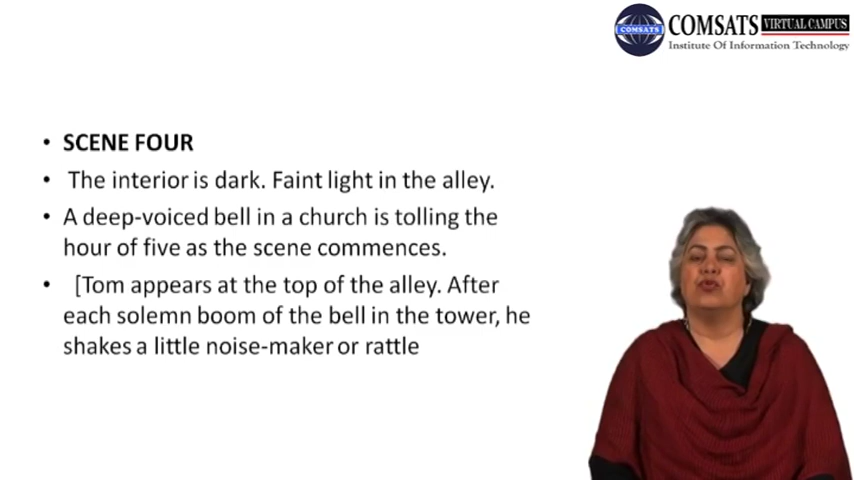 COMSATS
COMSATS VIRTUAL CAMPUS
Institute Of Information Technology
• SCENE FOUR
• The interior is dark. Faint light in the alley.
• A deep-voiced bell in a church is tolling the
hour of five as the scene commences.
• [Tom appears at the top of the alley. After
each solemn boom of the bell in the tower, he
shakes a little noise-maker or rattle